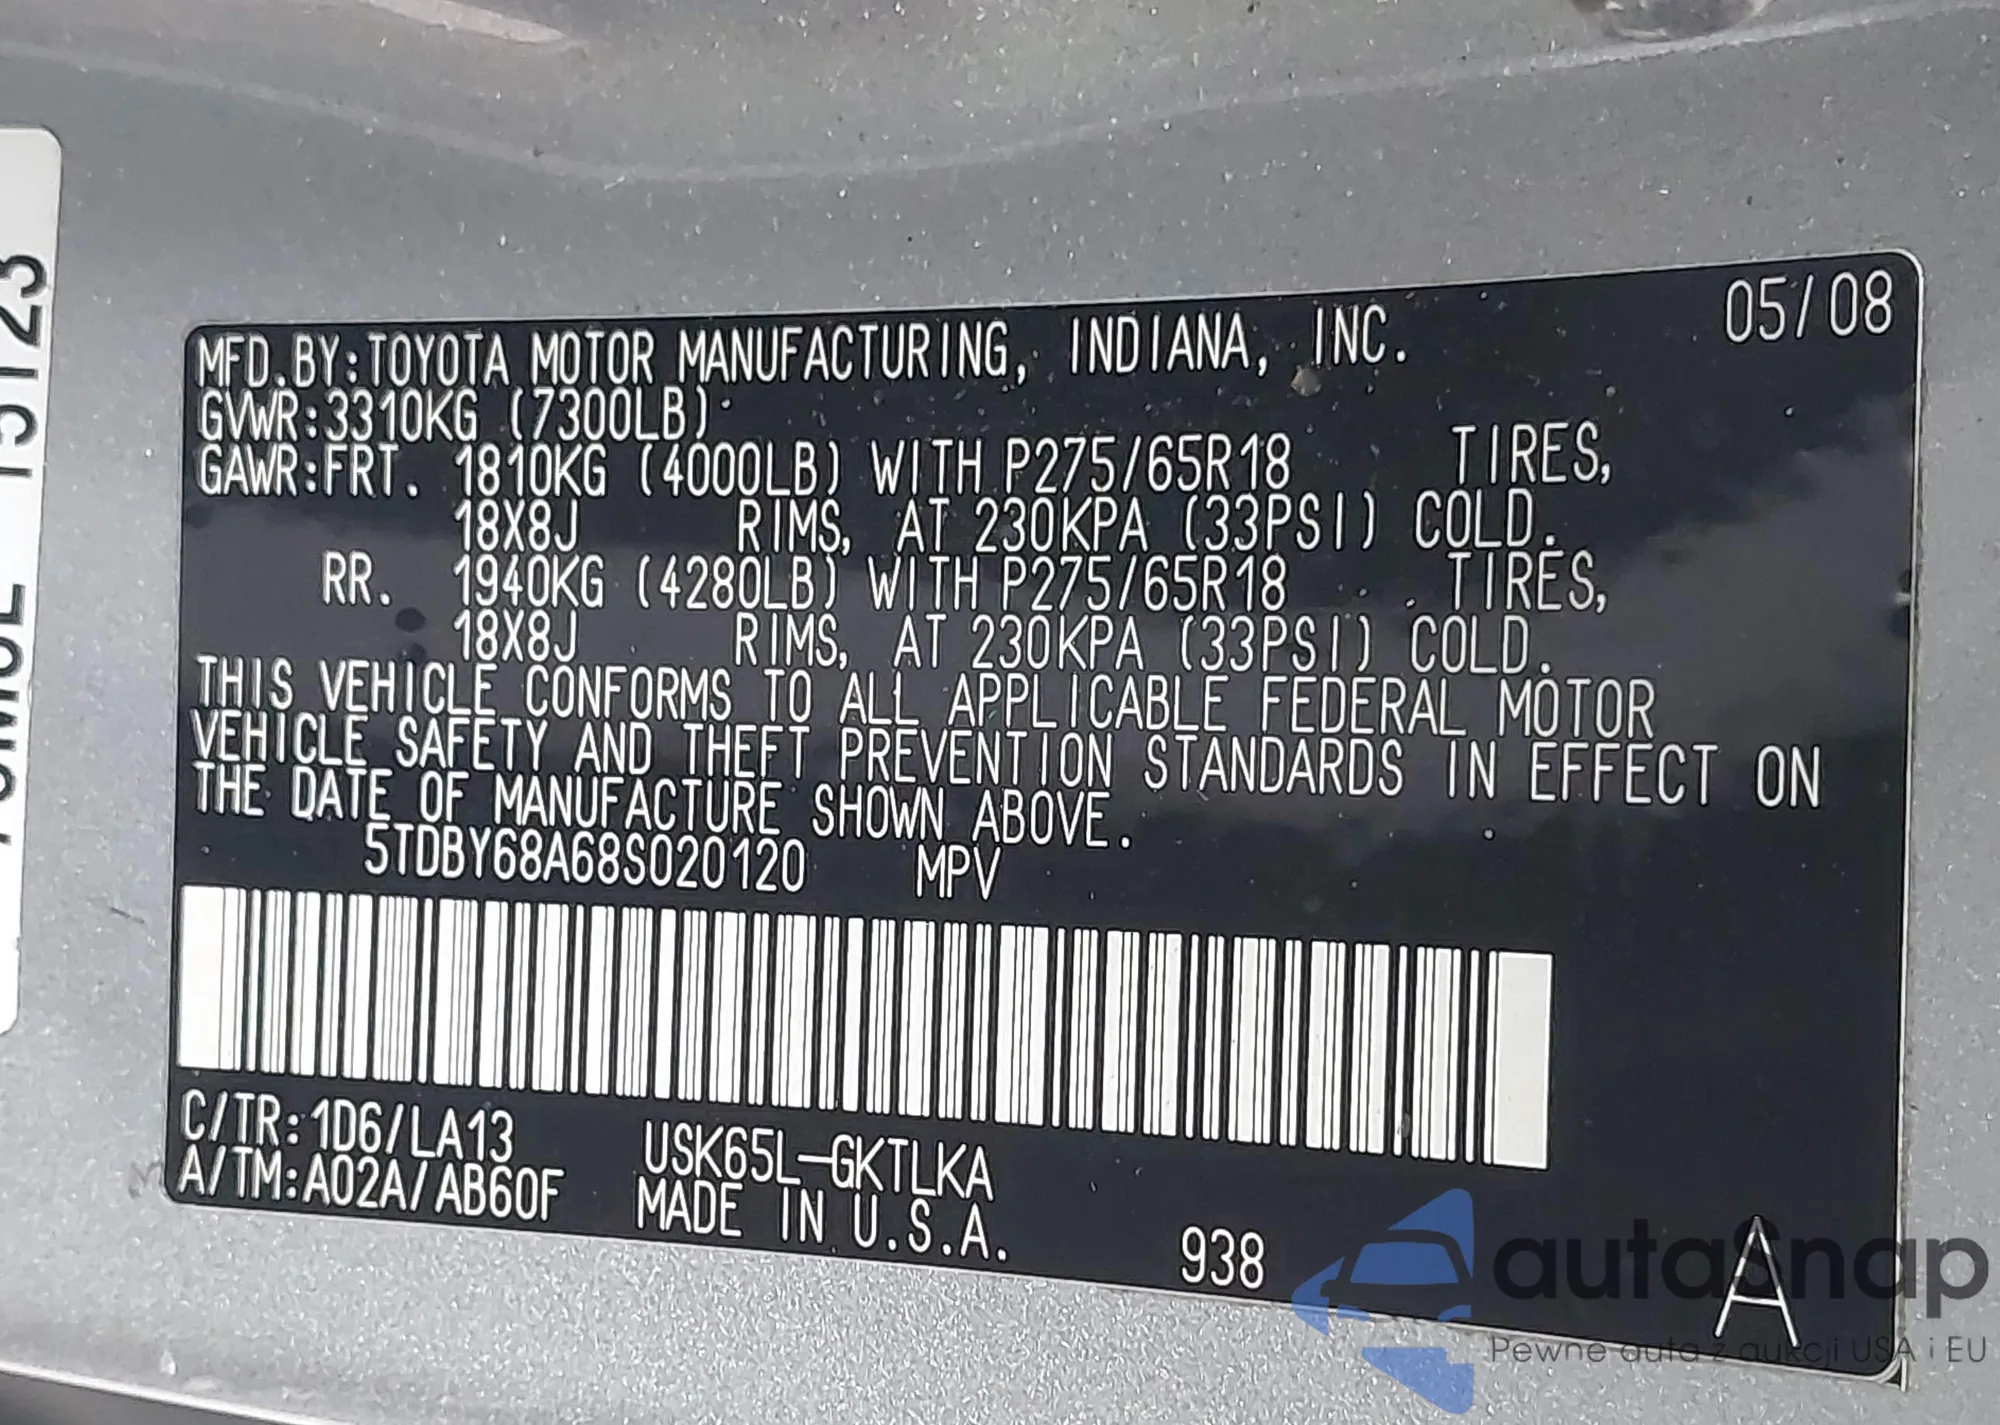 05/08
MFD.BY:TOYOTA MOTOR MANUFACTURING, INDIANA, INC.
GVWR:3310KG (7300LB)
GAWR:FRT. 1810KG (4000LB) WITH P275/65R18 TIRES,
18X8J RIMS, AT 230KPA (33PSI) COLD.
RR. 1940KG (4280LB) WITH P275/65R18 TIRES,
18X8J RIMS, AT 230KPA (33PSI) COLD.
THIS VEHICLE CONFORMS TO ALL APPLICABLE FEDERAL MOTOR
VEHICLE SAFETY AND THEFT PREVENTION STANDARDS IN EFFECT ON
THE DATE OF MANUFACTURE SHOWN ABOVE.
5TDBY68A68S020120 MPV
C/TR:1D6/LA13 USK65L-GKTLKA
A/TM:A02A/AB60F MADE IN U.S.A.
938 A
autaSnap
Pewne auta z aukcji USA i EU